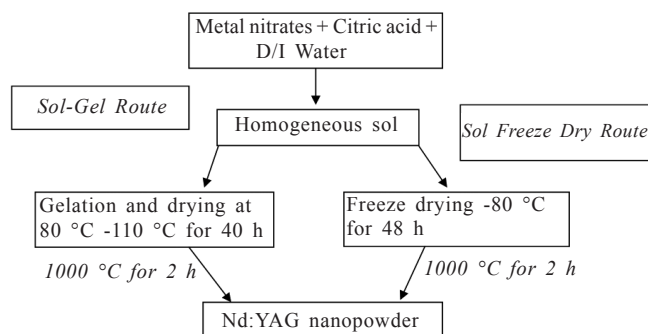 Metal nitrates + Citric acid +
D/I Water
Sol-Gel Route
Homogeneous sol
Sol Freeze Dry Route
Gelation and drying at
80 °C -110 °C for 40 h
Freeze drying -80 °C
for 48 h
1000 °C for 2 h
1000 °C for 2 h
Nd:YAG nanopowder